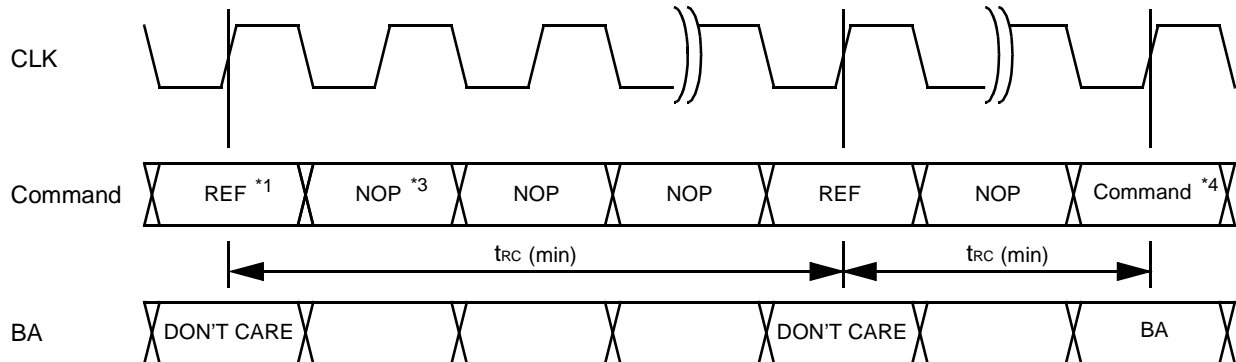 CLK
Command REF *1 NOP *3 NOP NOP REF NOP Command *4
tRC (min) tRC (min)
BA DON'T CARE DON'T CARE BA